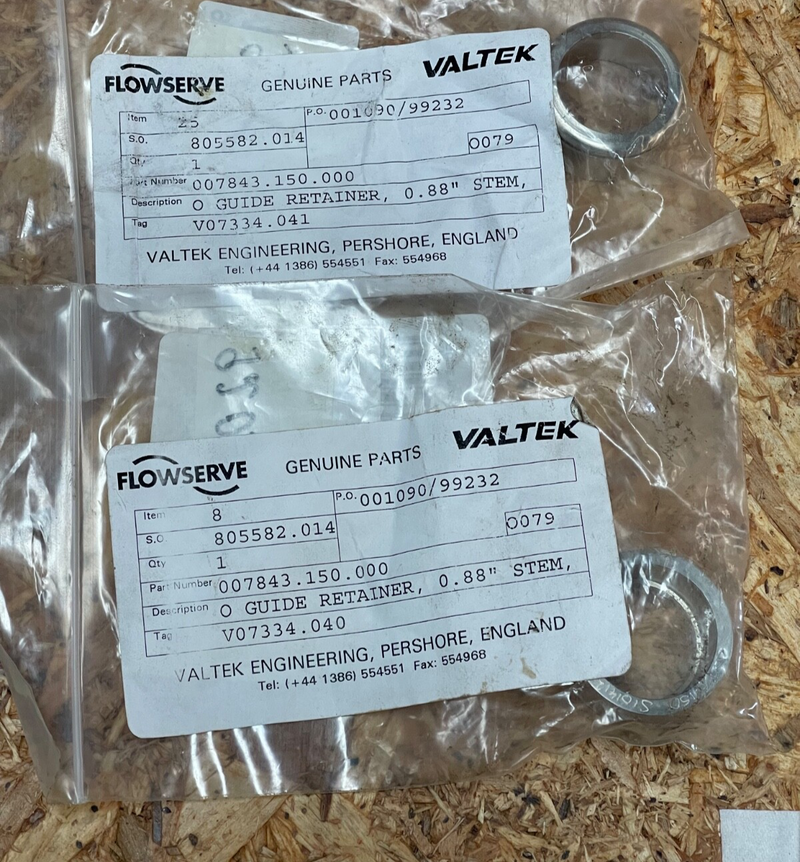 FLOWSERVE GENUINE PARTS VALTEK
Item 25 P.O. 001090/99232
S.O. 805582.014 0079
Qty 1
Part Number 007843.150.000
Description O GUIDE RETAINER, 0.88" STEM,
Tag V07334.041
VALTEK ENGINEERING, PERSHORE, ENGLAND
Tel: (+44 1386) 554551 Fax: 554968
FLOWSERVE GENUINE PARTS VALTEK
Item 8 P.O. 001090/99232
S.O. 805582.014 0079
Qty 1
Part Number 007843.150.000
Description O GUIDE RETAINER, 0.88" STEM,
Tag V07334.040
VALTEK ENGINEERING, PERSHORE, ENGLAND
Tel: (+44 1386) 554551 Fax: 554968